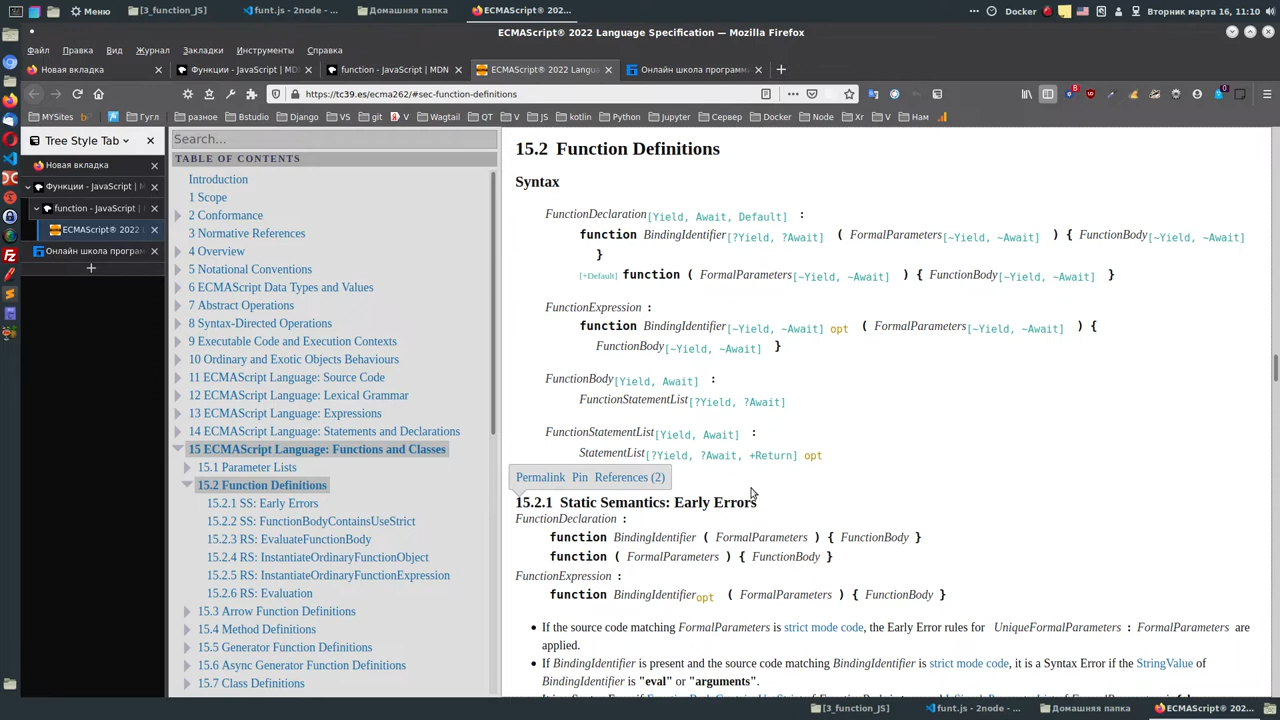 Меню
[3_function_JS]
funt.js - 2node - ...
Домашняя папка
ECMAScript® 202...
Docker
Вторник марта 16, 11:10
ECMAScript® 2022 Language Specification — Mozilla Firefox
Файл Правка Вид Журнал Закладки Инструменты Справка
Новая вкладка
Функции - JavaScript | MDN
function - JavaScript | MDN
ECMAScript® 2022 Langua
Онлайн школа программ
https://tc39.es/ecma262/#sec-function-definitions
MYSites
Гугл
разное
Bstudio
Django
VS
git
V
Wagtail
QT
V
JS
kotlin
Python
Jupyter
Сервер
Docker
Node
Xr
V
Нам
Tree Style Tab
Новая вкладка
Функции - JavaScript | M
function - JavaScript |
ECMAScript® 2022 L
Онлайн школа програм
Search...
TABLE OF CONTENTS
Introduction
1 Scope
2 Conformance
3 Normative References
4 Overview
5 Notational Conventions
6 ECMAScript Data Types and Values
7 Abstract Operations
8 Syntax-Directed Operations
9 Executable Code and Execution Contexts
10 Ordinary and Exotic Objects Behaviours
11 ECMAScript Language: Source Code
12 ECMAScript Language: Lexical Grammar
13 ECMAScript Language: Expressions
14 ECMAScript Language: Statements and Declarations
15 ECMAScript Language: Functions and Classes
15.1 Parameter Lists
15.2 Function Definitions
15.2.1 SS: Early Errors
15.2.2 SS: FunctionBodyContainsUseStrict
15.2.3 RS: EvaluateFunctionBody
15.2.4 RS: InstantiateOrdinaryFunctionObject
15.2.5 RS: InstantiateOrdinaryFunctionExpression
15.2.6 RS: Evaluation
15.3 Arrow Function Definitions
15.4 Method Definitions
15.5 Generator Function Definitions
15.6 Async Generator Function Definitions
15.7 Class Definitions
15.2 Function Definitions
Syntax
FunctionDeclaration[Yield, Await, Default] :
function BindingIdentifier[?Yield, ?Await] ( FormalParameters[~Yield, ~Await] ) { FunctionBody[~Yield, ~Await]
}
[+Default] function ( FormalParameters[~Yield, ~Await] ) { FunctionBody[~Yield, ~Await] }
FunctionExpression :
function BindingIdentifier[~Yield, ~Await] opt ( FormalParameters[~Yield, ~Await] ) {
FunctionBody[~Yield, ~Await] }
FunctionBody[Yield, Await] :
FunctionStatementList[?Yield, ?Await]
FunctionStatementList[Yield, Await] :
StatementList[?Yield, ?Await, +Return] opt
Permalink Pin References (2)
15.2.1 Static Semantics: Early Errors
FunctionDeclaration :
function BindingIdentifier ( FormalParameters ) { FunctionBody }
function ( FormalParameters ) { FunctionBody }
FunctionExpression :
function BindingIdentifieropt ( FormalParameters ) { FunctionBody }
• If the source code matching FormalParameters is strict mode code, the Early Error rules for UniqueFormalParameters : FormalParameters are
applied.
• If BindingIdentifier is present and the source code matching BindingIdentifier is strict mode code, it is a Syntax Error if the StringValue of
BindingIdentifier is "eval" or "arguments".
[3_function_JS]
funt.js - 2node - ...
Домашняя папка
ECMAScript® 202...